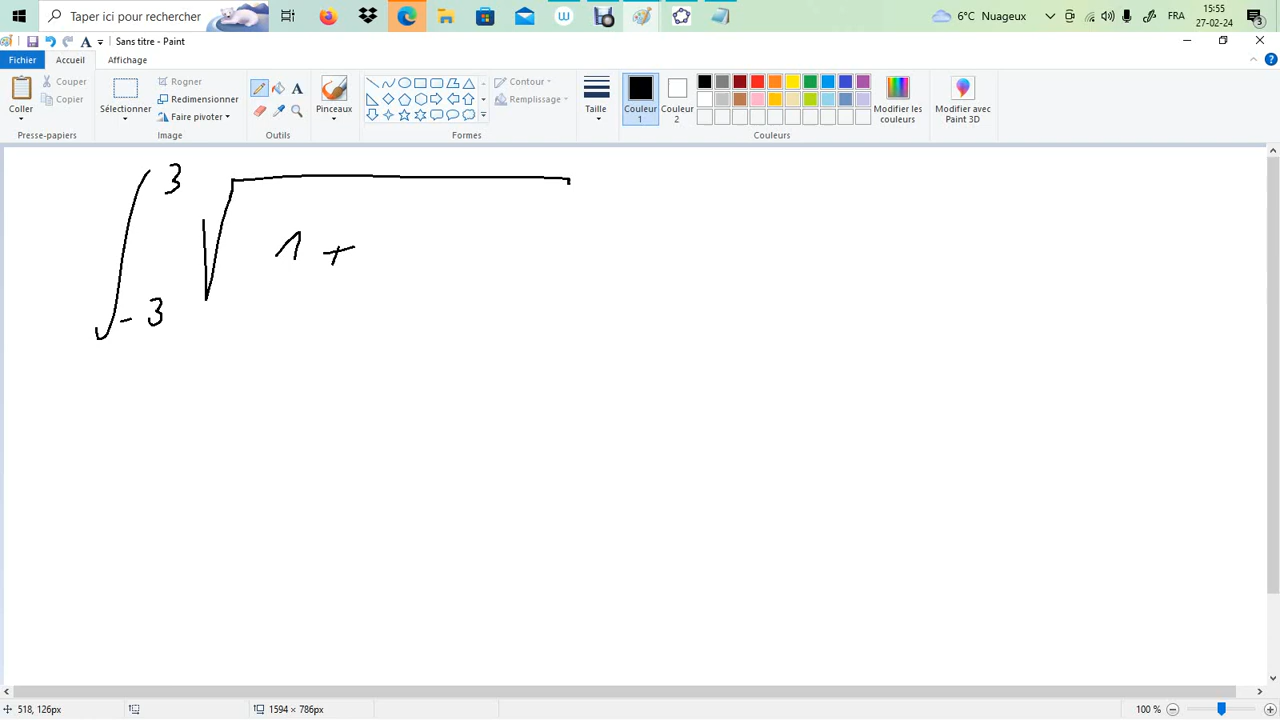 Taper ici pour rechercher
6°C Nuageux
FRA
15:55
27-02-24
3
Sans titre - Paint
Fichier
Accueil
Affichage
Coller
Couper
Copier
Presse-papiers
Sélectionner
Rogner
Redimensionner
Faire pivoter
Image
A
Outils
Pinceaux
Contour
Remplissage
Formes
Taille
Couleur 1
Couleur 2
Modifier les couleurs
Couleurs
Modifier avec Paint 3D
∫ 3 √ 1 +
- 3
518, 126px
1594 × 786px
100 %